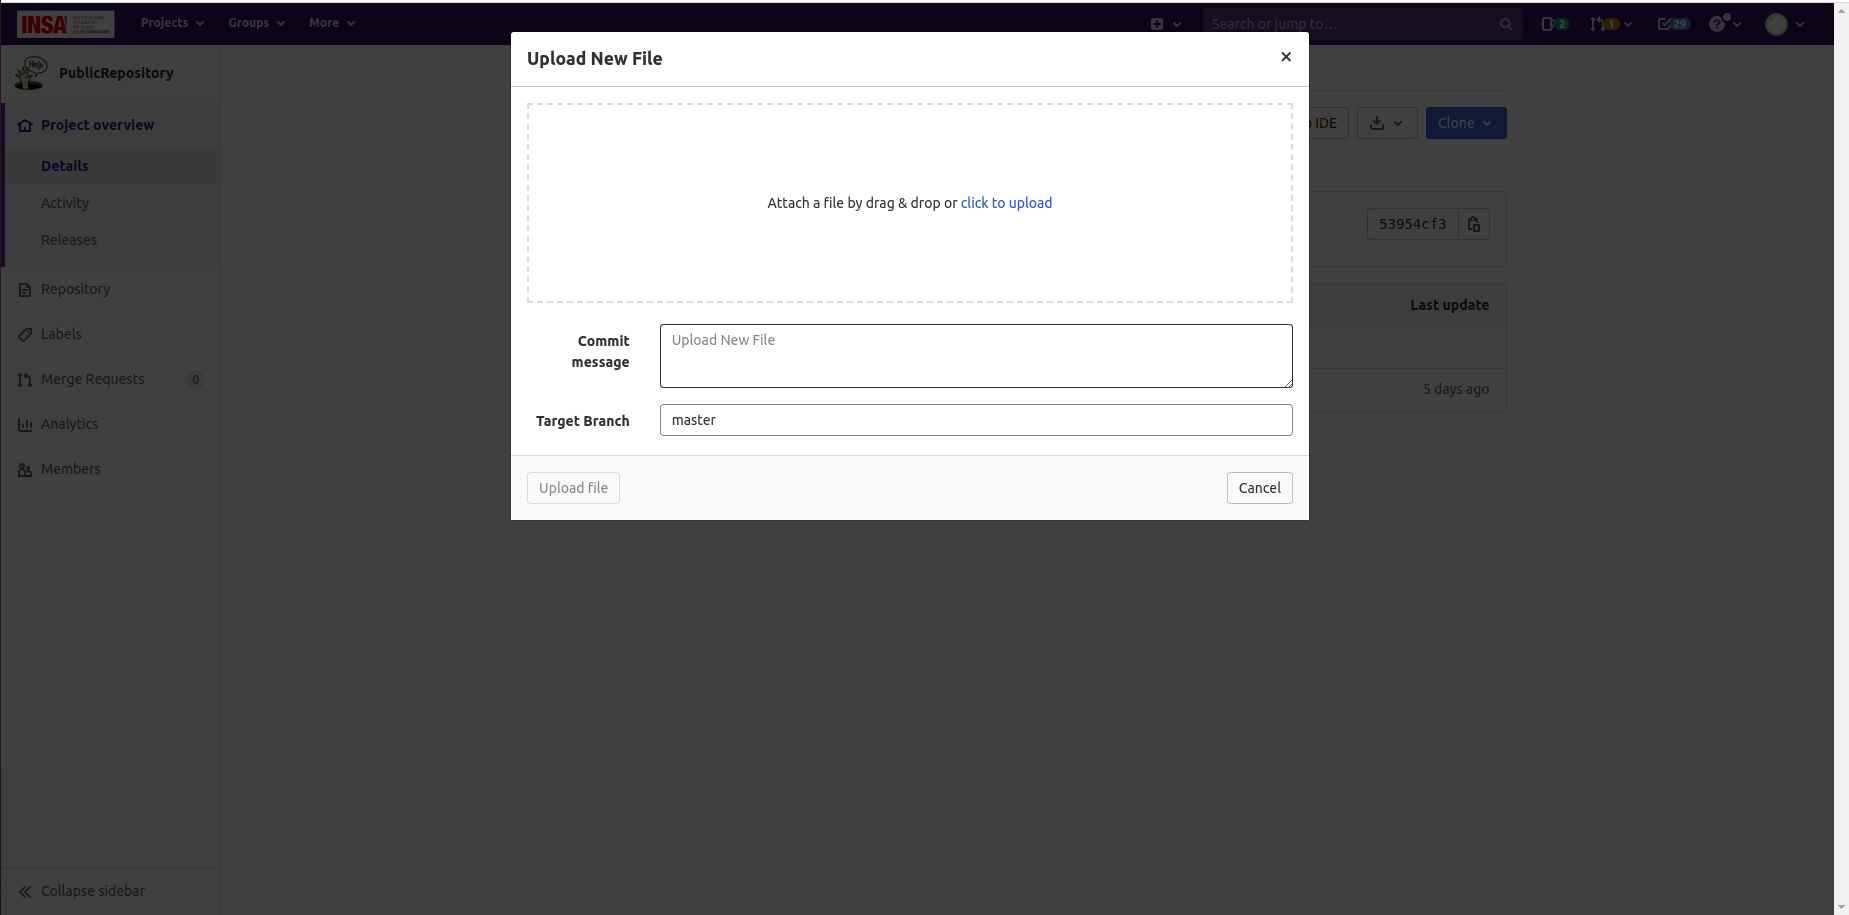 INSA
Projects
Groups
More
Search or jump to...
2
1
29
Help
PublicRepository
Project overview
Details
Activity
Releases
Repository
Labels
Merge Requests 0
Analytics
Members
Collapse sidebar
Upload New File
Attach a file by drag & drop or click to upload
Commit
message
Upload New File
Target Branch
master
Upload file
Cancel
IDE
Clone
53954cf3
Last update
5 days ago